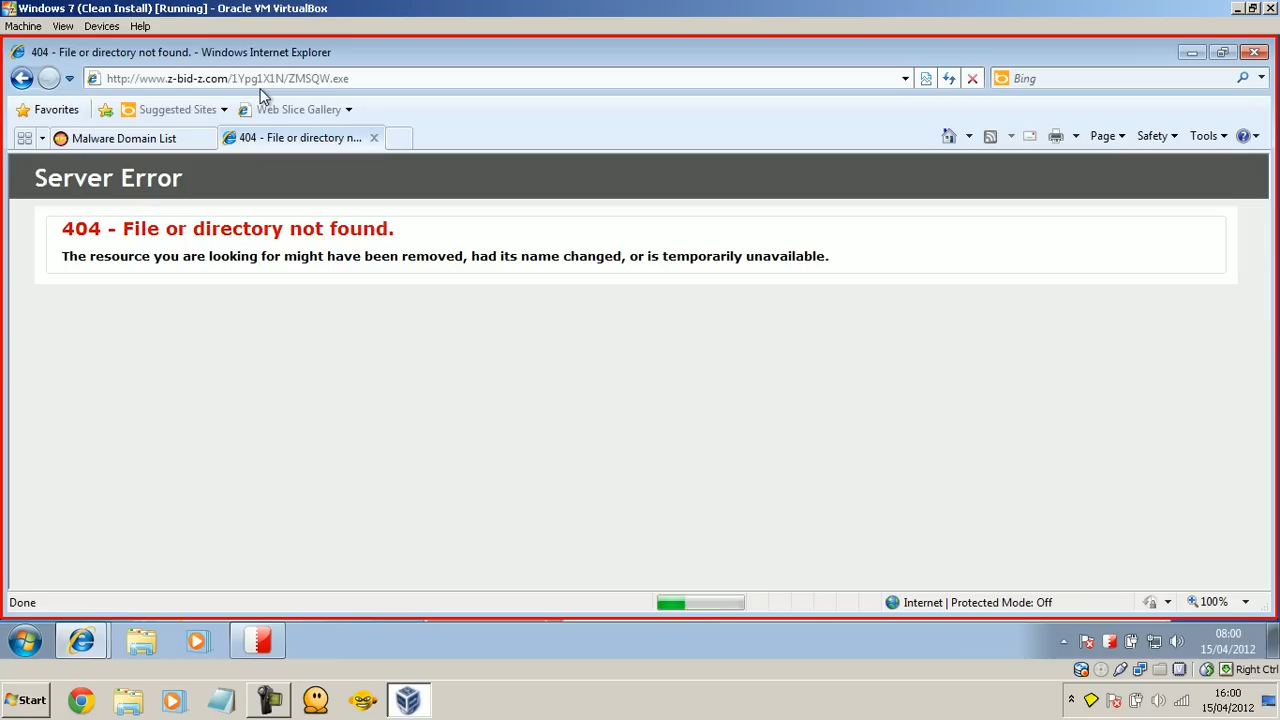 Windows 7 (Clean Install) [Running] - Oracle VM VirtualBox
Machine View Devices Help
404 - File or directory not found. - Windows Internet Explorer
http://www.z-bid-z.com/1Ypg1X1N/ZMSQW.exe
Bing
Favorites Suggested Sites Web Slice Gallery
Malware Domain List 404 - File or directory n... Page Safety Tools
Server Error
404 - File or directory not found.
The resource you are looking for might have been removed, had its name changed, or is temporarily unavailable.
Done Internet | Protected Mode: Off 100%
08:00
15/04/2012
Right Ctrl
Start
16:00
15/04/2012